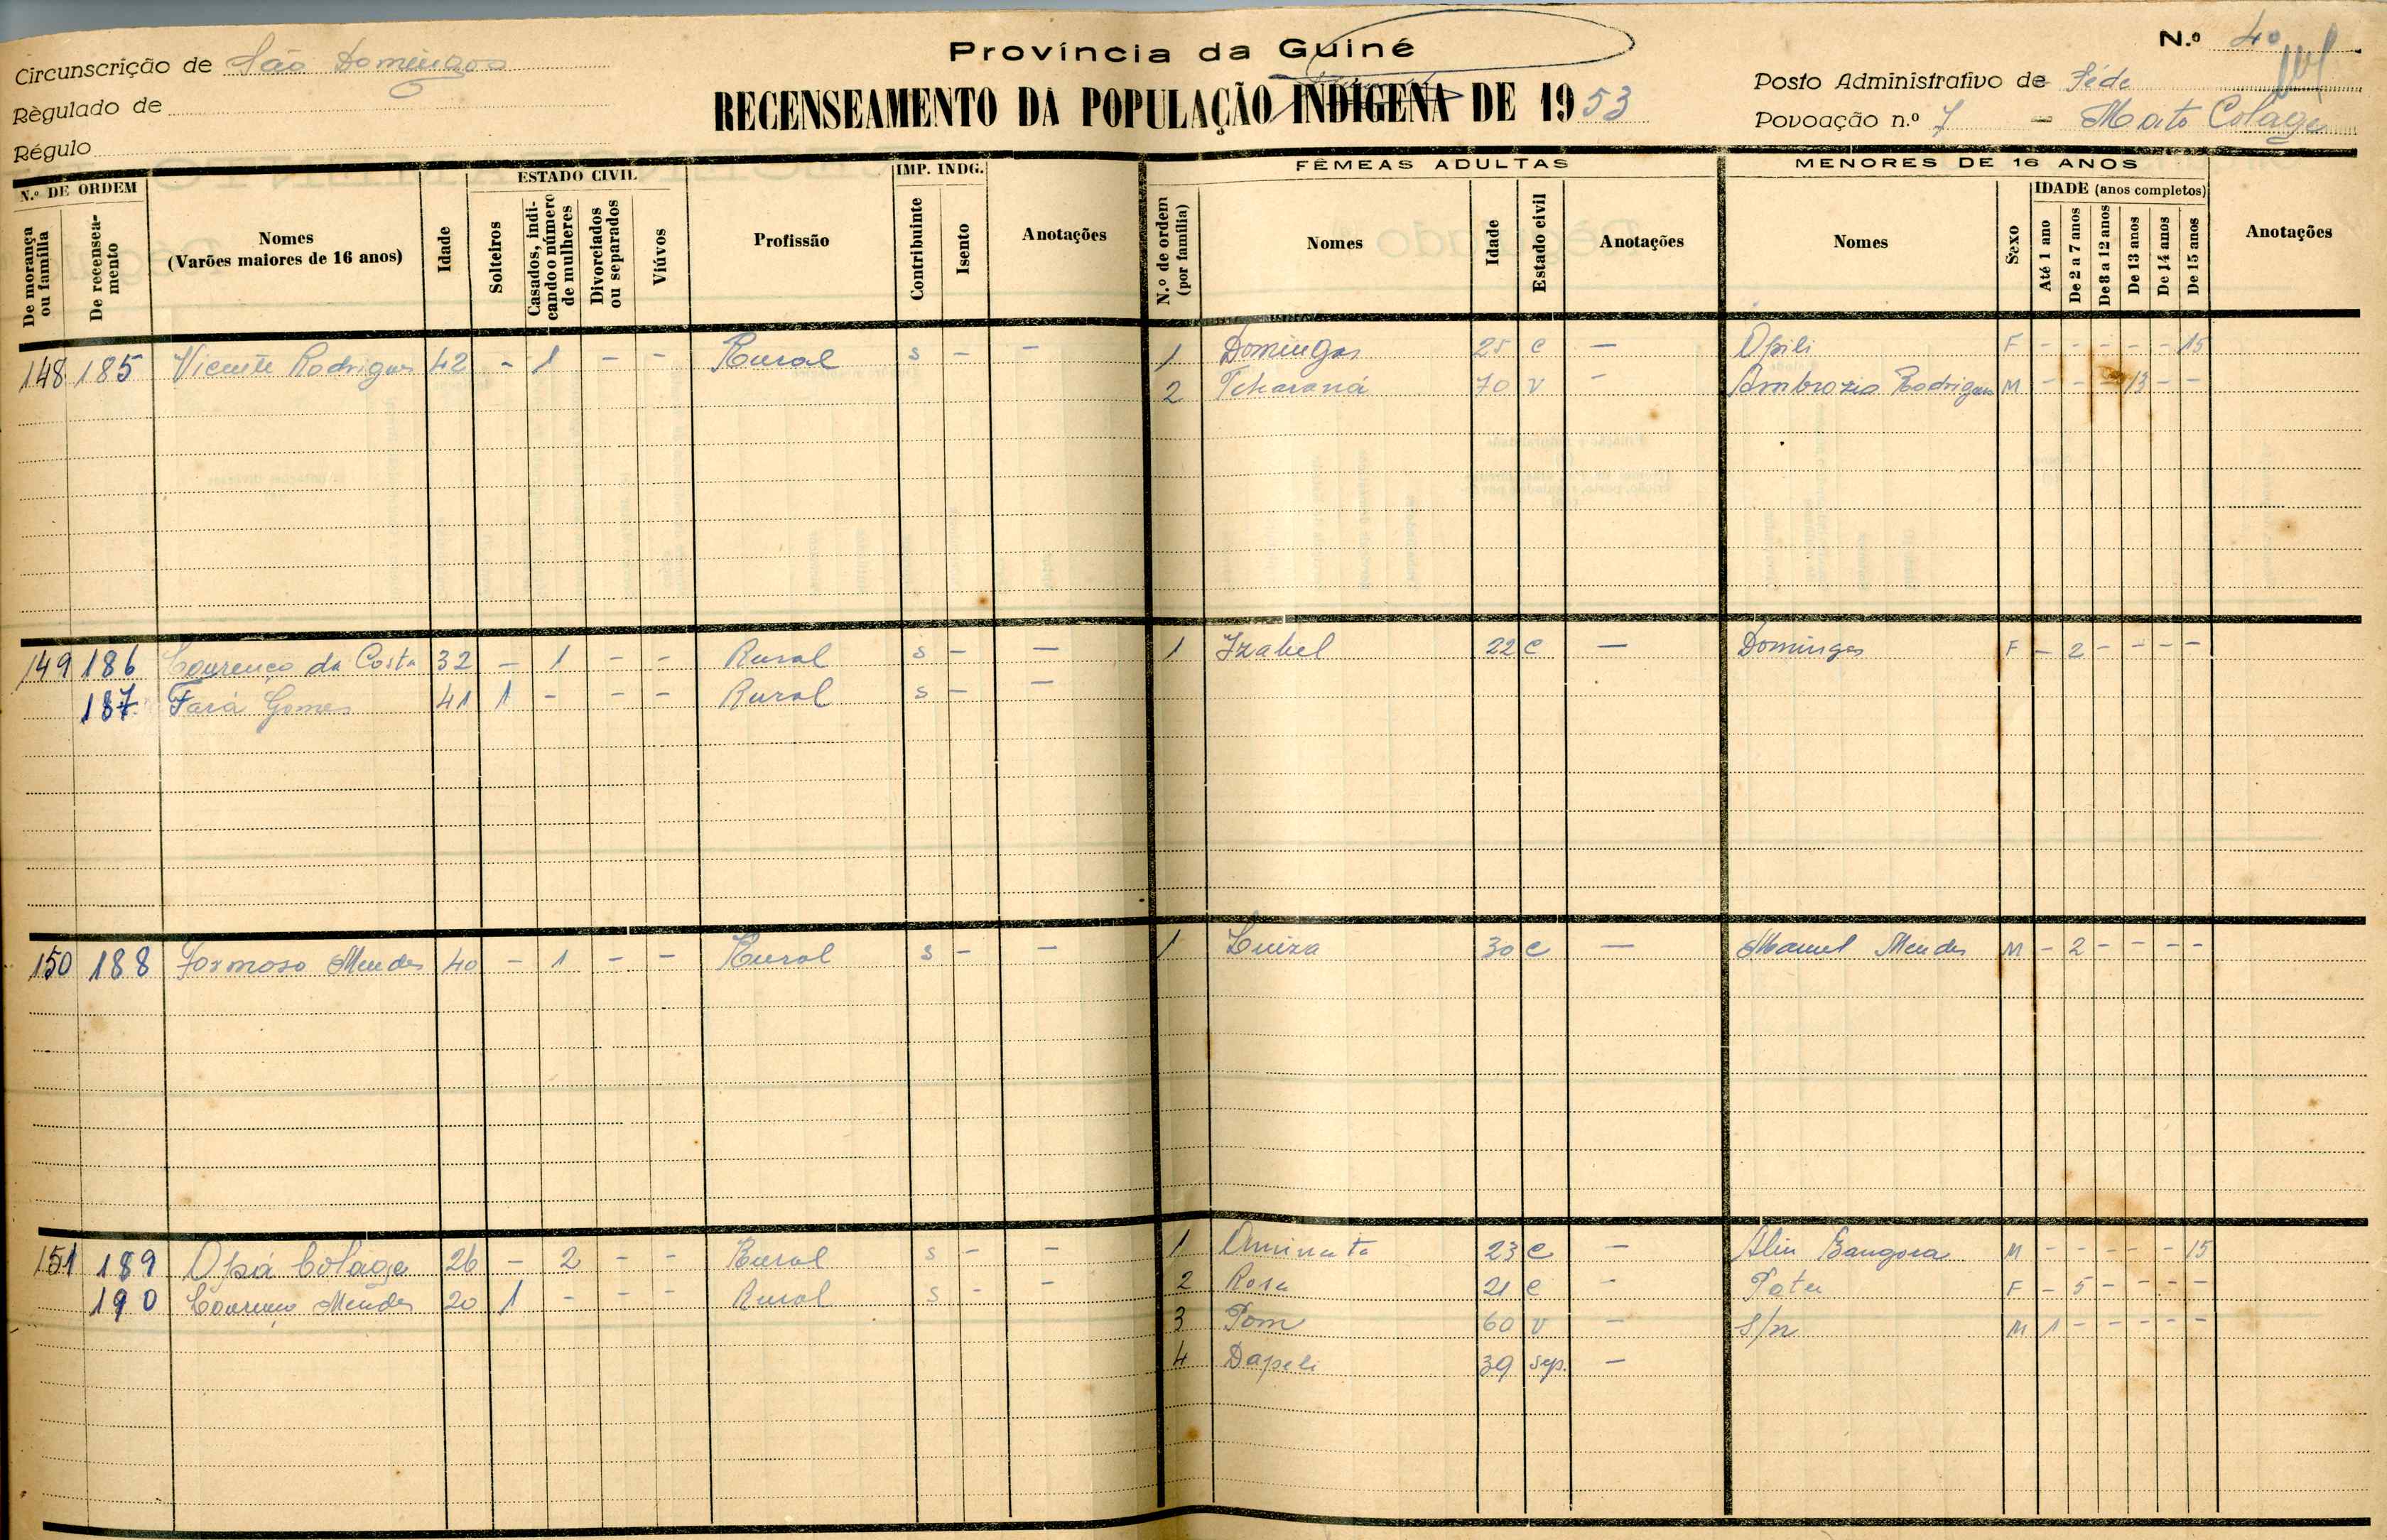 Província da Guiné
N.º 40
Circunscrição de São Domingos
Règulado de
Régulo
RECENSEAMENTO DA POPULAÇÃO INDÍGENA DE 1953
Posto Administrativo de Séde
Povoação n.º 7 - Mato Colage
N.º DE ORDEM
De morança ou família
De recenseamento
Nomes
(Varões maiores de 16 anos)
Idade
ESTADO CIVIL
Solteiros
Casados, indicando o número de mulheres
Divorciados ou separados
Viúvos
Profissão
IMP. INDG.
Contribuinte
Isento
Anotações
FÊMEAS ADULTAS
N.º de ordem (por família)
Nomes
Idade
Estado civil
Anotações
MENORES DE 16 ANOS
Nomes
Sexo
IDADE (anos completos)
Até 1 ano
De 2 a 7 anos
De 8 a 12 anos
De 13 anos
De 14 anos
De 15 anos
Anotações
148 185 Vicente Rodrigues 42 - 1 - - Rural s - - 1 Domingas 25 c - Opili F - - - - - 15
2 Tcharaná 70 v - Ambrozio Rodrigues M - - - 13 - -
149 186 Lourenço da Costa 32 - 1 - - Rural s - - 1 Izabel 22 c - Domingas F - 2 - - - -
187 Fará Gomes 41 1 - - - Rural s - -
150 188 Formoso Mendes 40 - 1 - - Rural s - - 1 Luiza 30 c - Manuel Mendes M - 2 - - - -
151 189 Opá Colage 26 - 2 - - Rural s - - 1 Aminata 23 c - Aliu Bangora M - - - - - 15
190 Lourenço Mendes 20 1 - - - Rural s - - 2 Rosa 21 c - F - 5 - - - -
3 Pom 60 v - S/n M 1 - - - - -
4 Dapeli 39 sep. -